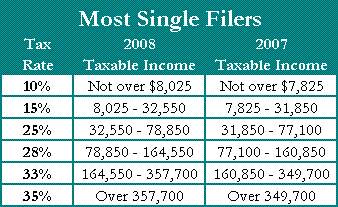 Most Single Filers
Tax Rate 2008 Taxable Income 2007 Taxable Income
10% Not over $8,025 Not over $7,825
15% 8,025 - 32,550 7,825 - 31,850
25% 32,550 - 78,850 31,850 - 77,100
28% 78,850 - 164,550 77,100 - 160,850
33% 164,550 - 357,700 160,850 - 349,700
35% Over 357,700 Over 349,700